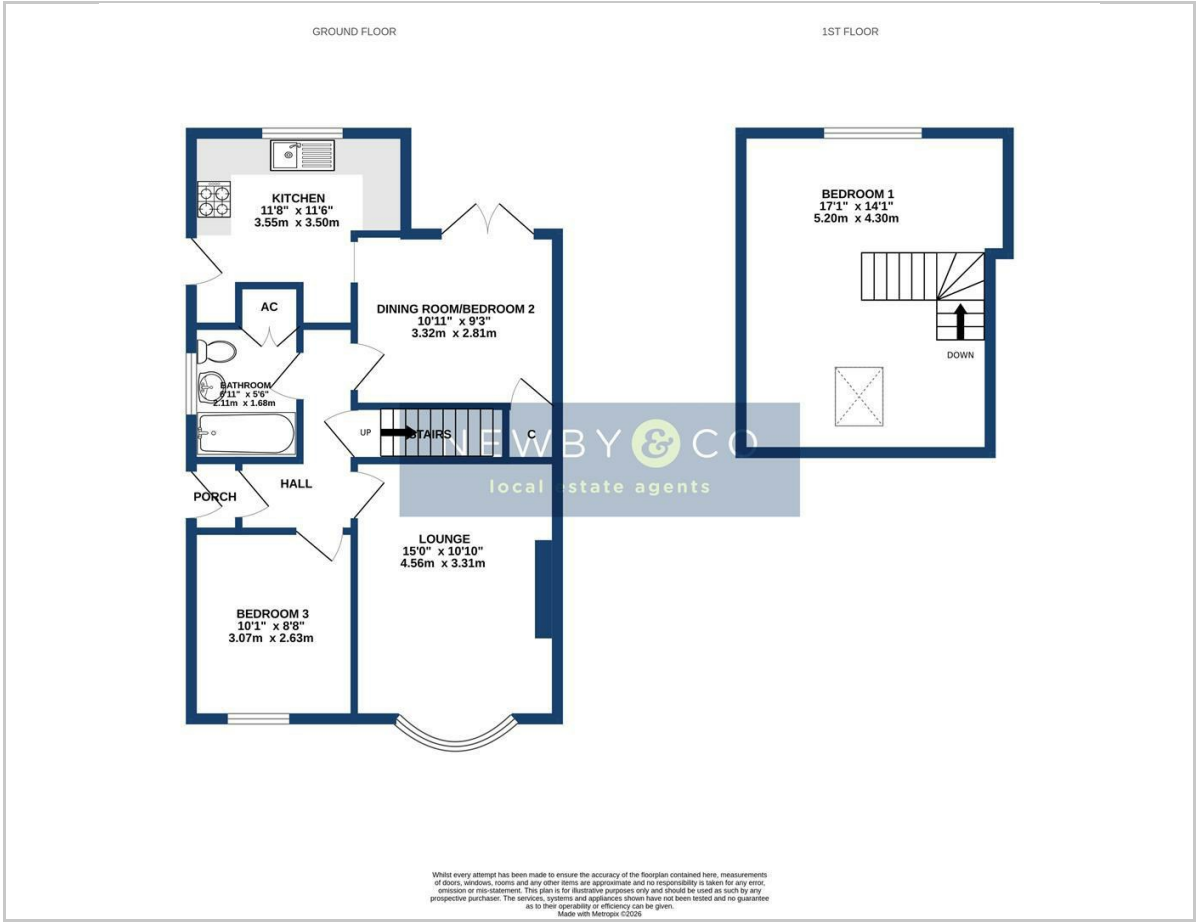 GROUND FLOOR
1ST FLOOR
KITCHEN
11'8" x 11'6"
3.55m x 3.50m
BEDROOM 1
17'1" x 14'1"
5.20m x 4.30m
AC
DINING ROOM/BEDROOM 2
10'11" x 9'3"
3.32m x 2.81m
DOWN
BATHROOM
6'11" x 5'6"
2.11m x 1.68m
UP
STAIRS
C
NEWBY & CO
local estate agents
PORCH
HALL
LOUNGE
15'0" x 10'10"
4.56m x 3.31m
BEDROOM 3
10'1" x 8'8"
3.07m x 2.63m
Whilst every attempt has been made to ensure the accuracy of the floorplan contained here, measurements
of doors, windows, rooms and any other items are approximate and no responsibility is taken for any error,
omission or mis-statement. This plan is for illustrative purposes only and should be used as such by any
prospective purchaser. The services, systems and appliances shown have not been tested and no guarantee
as to their operability or efficiency can be given.
Made with Metropix ©2026